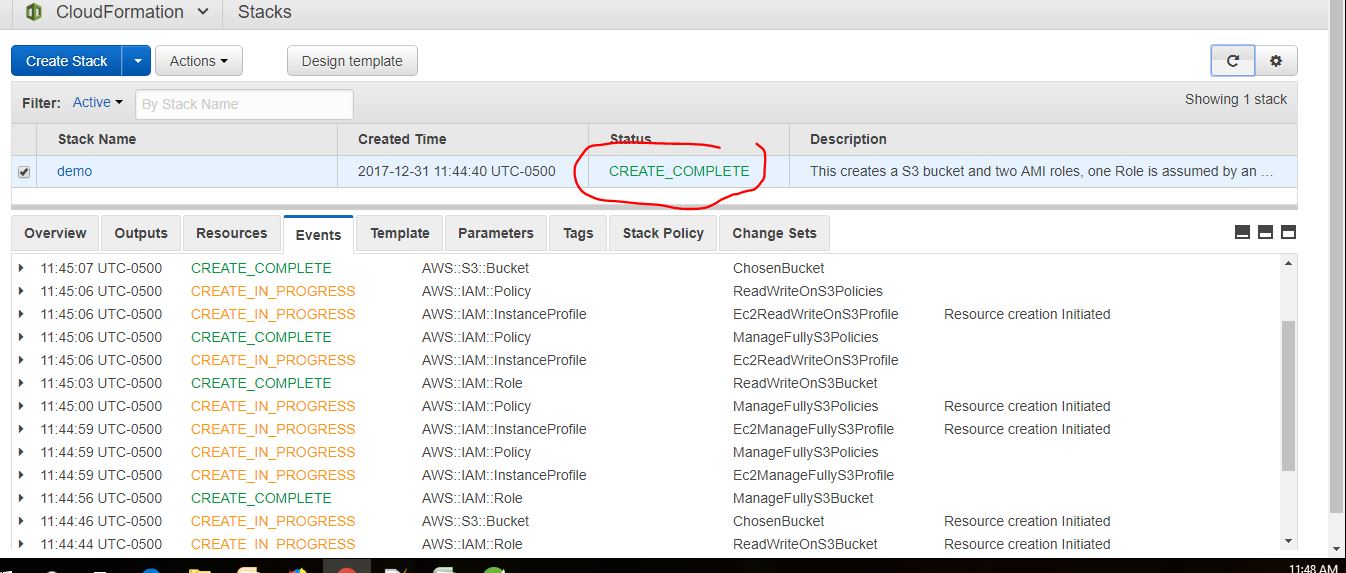 CloudFormation Stacks
Create Stack Actions Design template
Filter: Active By Stack Name Showing 1 stack
Stack Name Created Time Status Description
demo 2017-12-31 11:44:40 UTC-0500 CREATE_COMPLETE This creates a S3 bucket and two AMI roles, one Role is assumed by an ...
Overview Outputs Resources Events Template Parameters Tags Stack Policy Change Sets
11:45:07 UTC-0500 CREATE_COMPLETE AWS::S3::Bucket ChosenBucket
11:45:06 UTC-0500 CREATE_IN_PROGRESS AWS::IAM::Policy ReadWriteOnS3Policies
11:45:06 UTC-0500 CREATE_IN_PROGRESS AWS::IAM::InstanceProfile Ec2ReadWriteOnS3Profile Resource creation Initiated
11:45:06 UTC-0500 CREATE_COMPLETE AWS::IAM::Policy ManageFullyS3Policies
11:45:06 UTC-0500 CREATE_IN_PROGRESS AWS::IAM::InstanceProfile Ec2ReadWriteOnS3Profile
11:45:03 UTC-0500 CREATE_COMPLETE AWS::IAM::Role ReadWriteOnS3Bucket
11:45:00 UTC-0500 CREATE_IN_PROGRESS AWS::IAM::Policy ManageFullyS3Policies Resource creation Initiated
11:44:59 UTC-0500 CREATE_IN_PROGRESS AWS::IAM::InstanceProfile Ec2ManageFullyS3Profile Resource creation Initiated
11:44:59 UTC-0500 CREATE_IN_PROGRESS AWS::IAM::Policy ManageFullyS3Policies
11:44:59 UTC-0500 CREATE_IN_PROGRESS AWS::IAM::InstanceProfile Ec2ManageFullyS3Profile
11:44:56 UTC-0500 CREATE_COMPLETE AWS::IAM::Role ManageFullyS3Bucket
11:44:46 UTC-0500 CREATE_IN_PROGRESS AWS::S3::Bucket ChosenBucket Resource creation Initiated
11:44:44 UTC-0500 CREATE_IN_PROGRESS AWS::IAM::Role ReadWriteOnS3Bucket Resource creation Initiated
11:48 AM